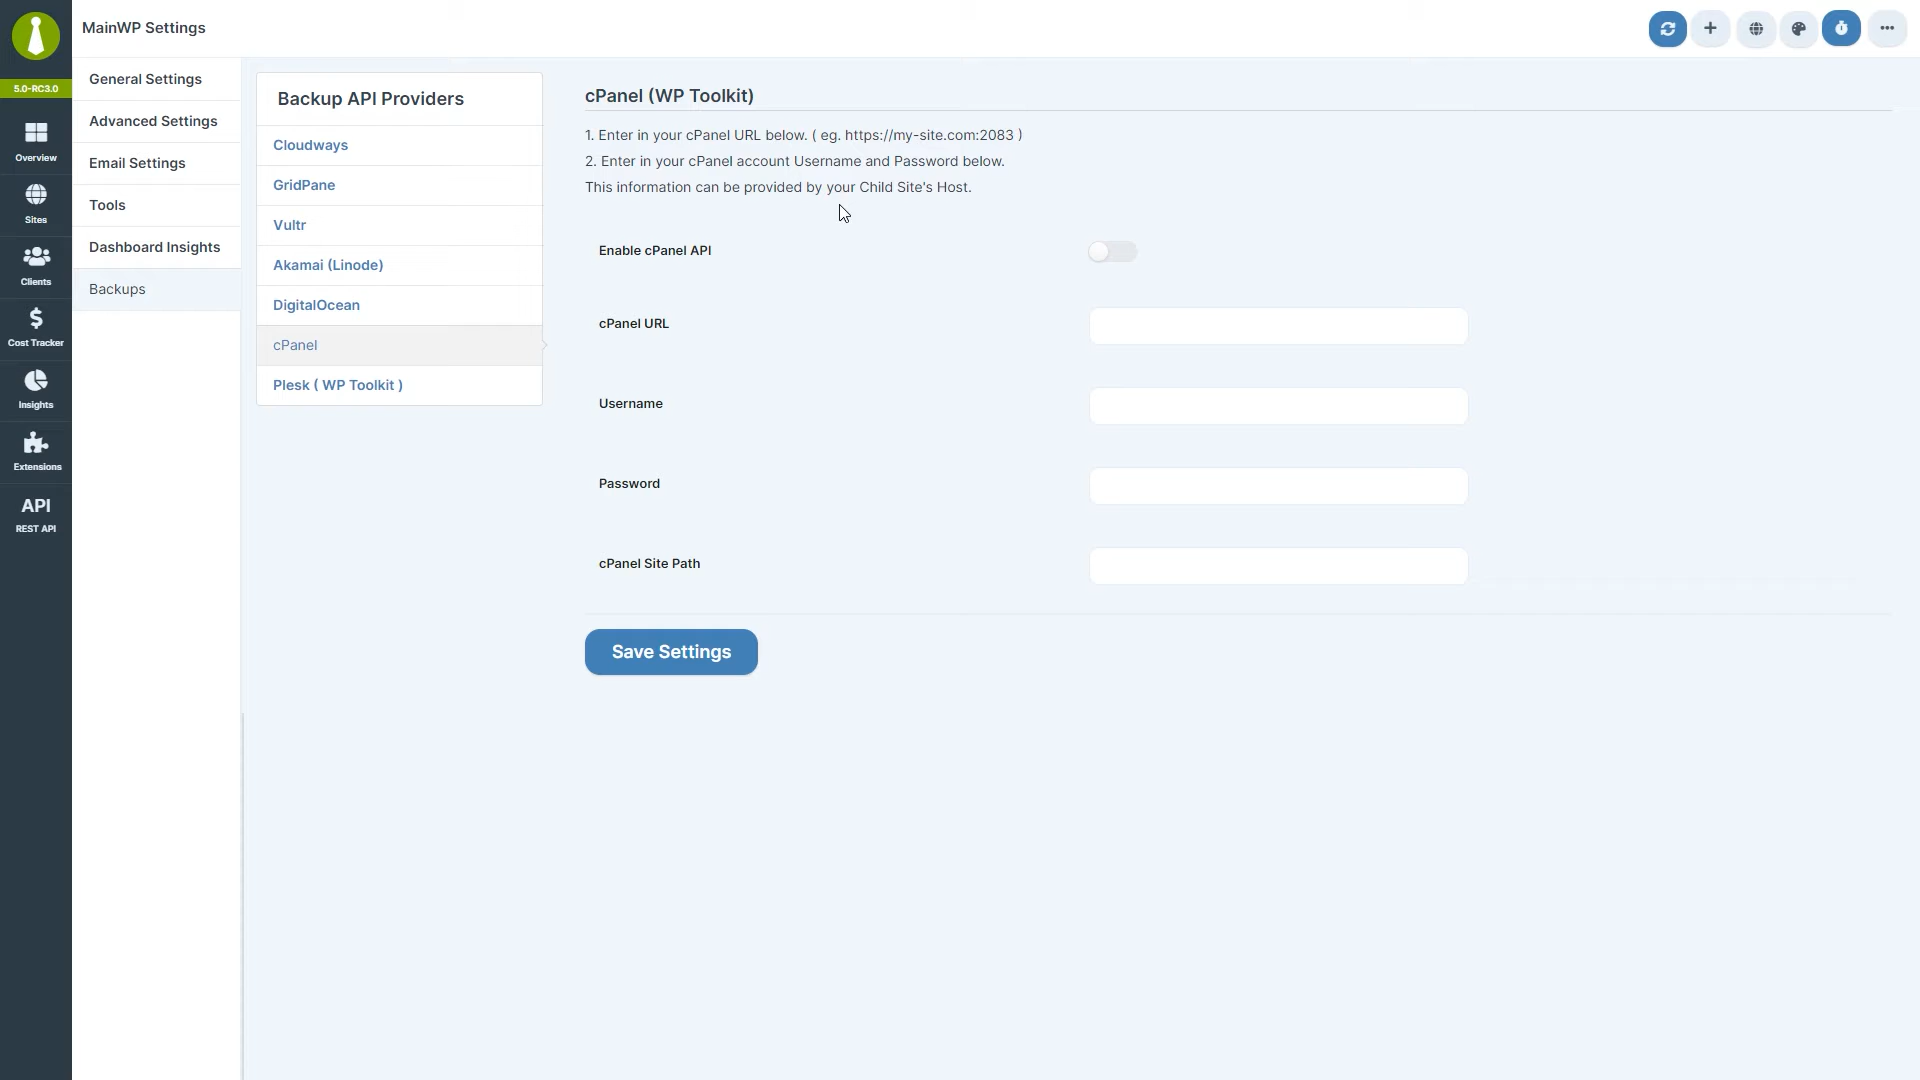 MainWP Settings
5.0-RC3.0
Overview
Sites
Clients
Cost Tracker
Insights
Extensions
API
REST API
General Settings
Advanced Settings
Email Settings
Tools
Dashboard Insights
Backups
Backup API Providers
Cloudways
GridPane
Vultr
Akamai (Linode)
DigitalOcean
cPanel
Plesk ( WP Toolkit )
cPanel (WP Toolkit)
1. Enter in your cPanel URL below. ( eg. https://my-site.com:2083 )
2. Enter in your cPanel account Username and Password below.
This information can be provided by your Child Site's Host.
Enable cPanel API
cPanel URL
Username
Password
cPanel Site Path
Save Settings